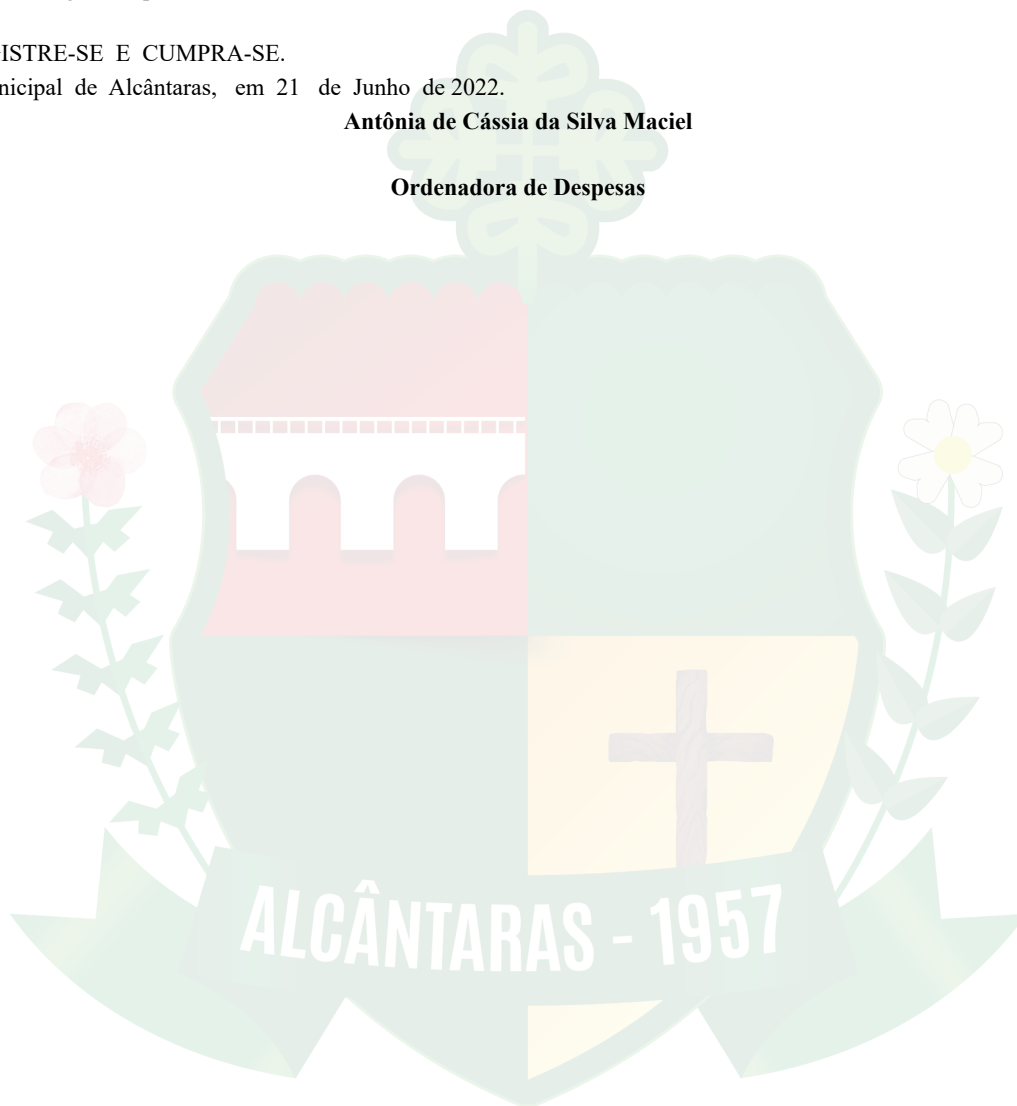 ISTRE-SE E CUMPRA-SE.
nicipal de Alcântaras, em 21 de Junho de 2022.
Antônia de Cássia da Silva Maciel
Ordenadora de Despesas
ALCÂNTARAS - 1957